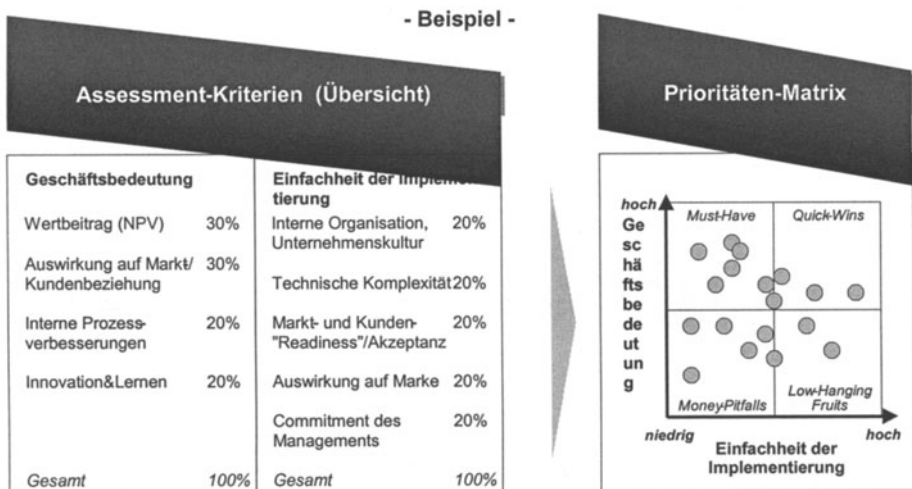 - Beispiel -
Assessment-Kriterien (Übersicht)
Geschäftsbedeutung
Wertbeitrag (NPV) 30%
Auswirkung auf Markt-/ 30%
Kundenbeziehung
Interne Prozess- 20%
verbesserungen
Innovation&Lernen 20%
Gesamt 100%
Einfachheit der Implemen-
tierung
Interne Organisation, 20%
Unternehmenskultur
Technische Komplexität 20%
Markt- und Kunden- 20%
"Readiness"/Akzeptanz
Auswirkung auf Marke 20%
Commitment des 20%
Managements
Gesamt 100%
Prioritäten-Matrix
hoch
Ge
sc
hä
fts
be
de
ut
un
g
Must-Have
Quick-Wins
Money-Pitfalls
Low-Hanging
Fruits
niedrig
hoch
Einfachheit der
Implementierung